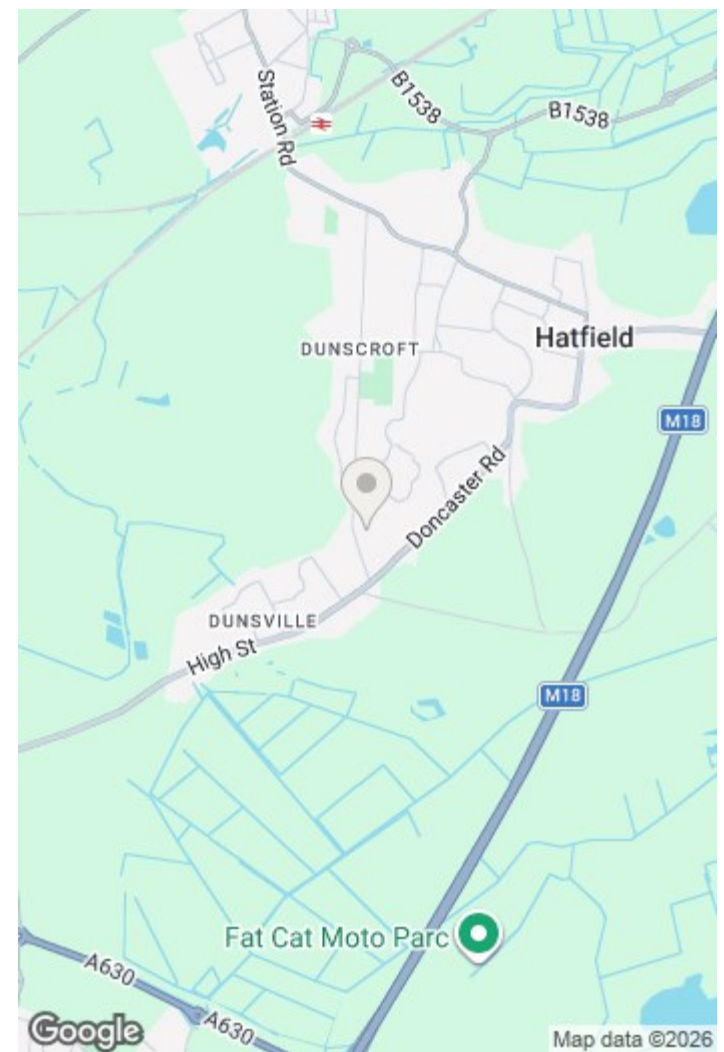 Station Rd
B1538
B1538
Hatfield
DUNSCROFT
M18
Doncaster Rd
DUNSVILLE
High St
M18
Fat Cat Moto Parc
A630
A630
Google
Map data ©2026